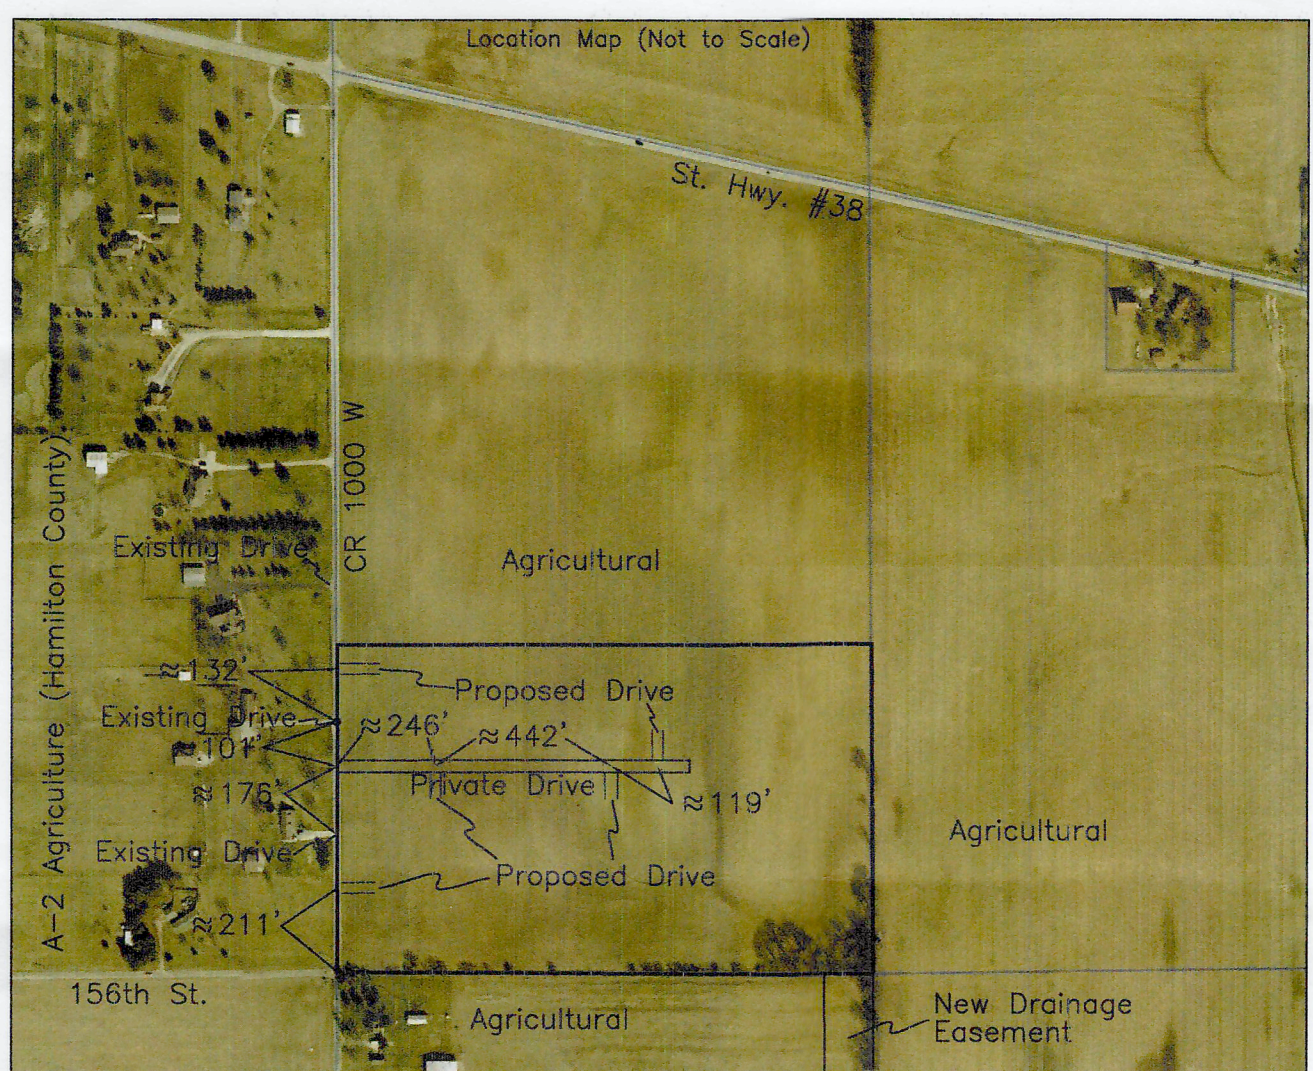 Location Map (Not to Scale)
St. Hwy. #38
A-2 Agriculture (Hamilton County)
CR 1000 W
Existing Drive
Agricultural
≈132'
Proposed Drive
Existing Drive
≈246'
≈442'
≈101'
Private Drive
≈176'
≈119'
Agricultural
Existing Drive
Proposed Drive
≈211'
156th St.
Agricultural
New Drainage
Easement